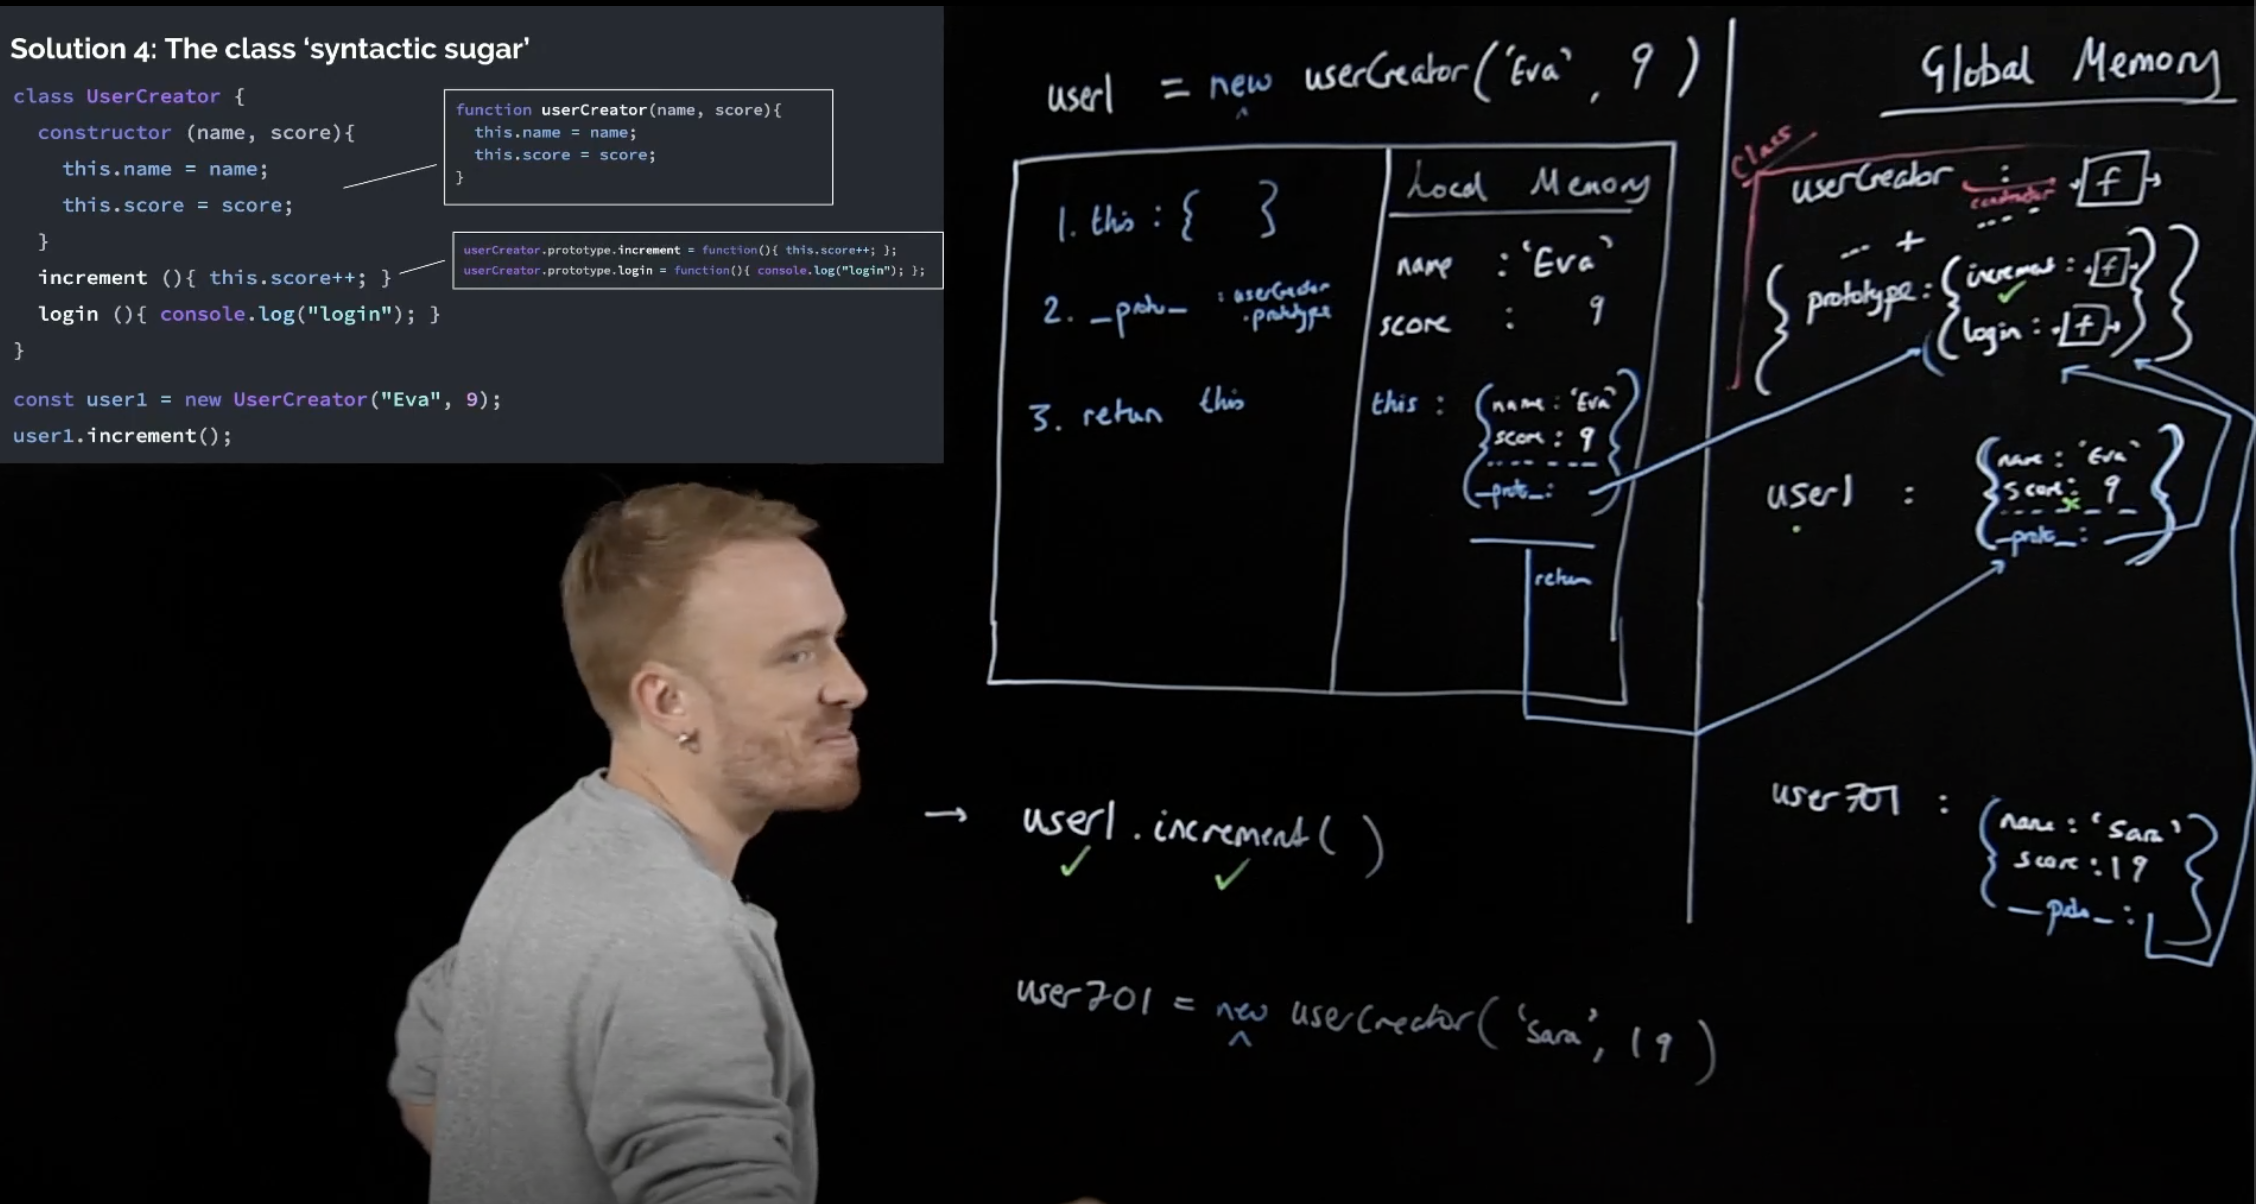 Solution 4: The class ‘syntactic sugar’
class UserCreator {
constructor (name, score){
this.name = name;
this.score = score;
}
increment (){ this.score++; }
login (){ console.log("login"); }
}
const user1 = new UserCreator("Eva", 9);
user1.increment();
function userCreator(name, score){
this.name = name;
this.score = score;
}
userCreator.prototype.increment = function(){ this.score++; };
userCreator.prototype.login = function(){ console.log("login"); };
user1 = new userCreator('Eva', 9)
1. this : { }
2. __proto__ : userCreator
.prototype
3. return this
Local Memory
name : 'Eva'
score : 9
this : { name : 'Eva'
score : 9
__proto__ : }
return
→ user1.increment( )
✓ ✓
user701 = new userCreator('Sara', 19)
Global Memory
Class
userCreator : f
constructor
+
{ prototype : { increment : f
✓
login : f } }
user1 : { name : 'Eva'
score : 9
__proto__ : }
user701 : { name : 'Sara'
score : 19
__proto__ : }